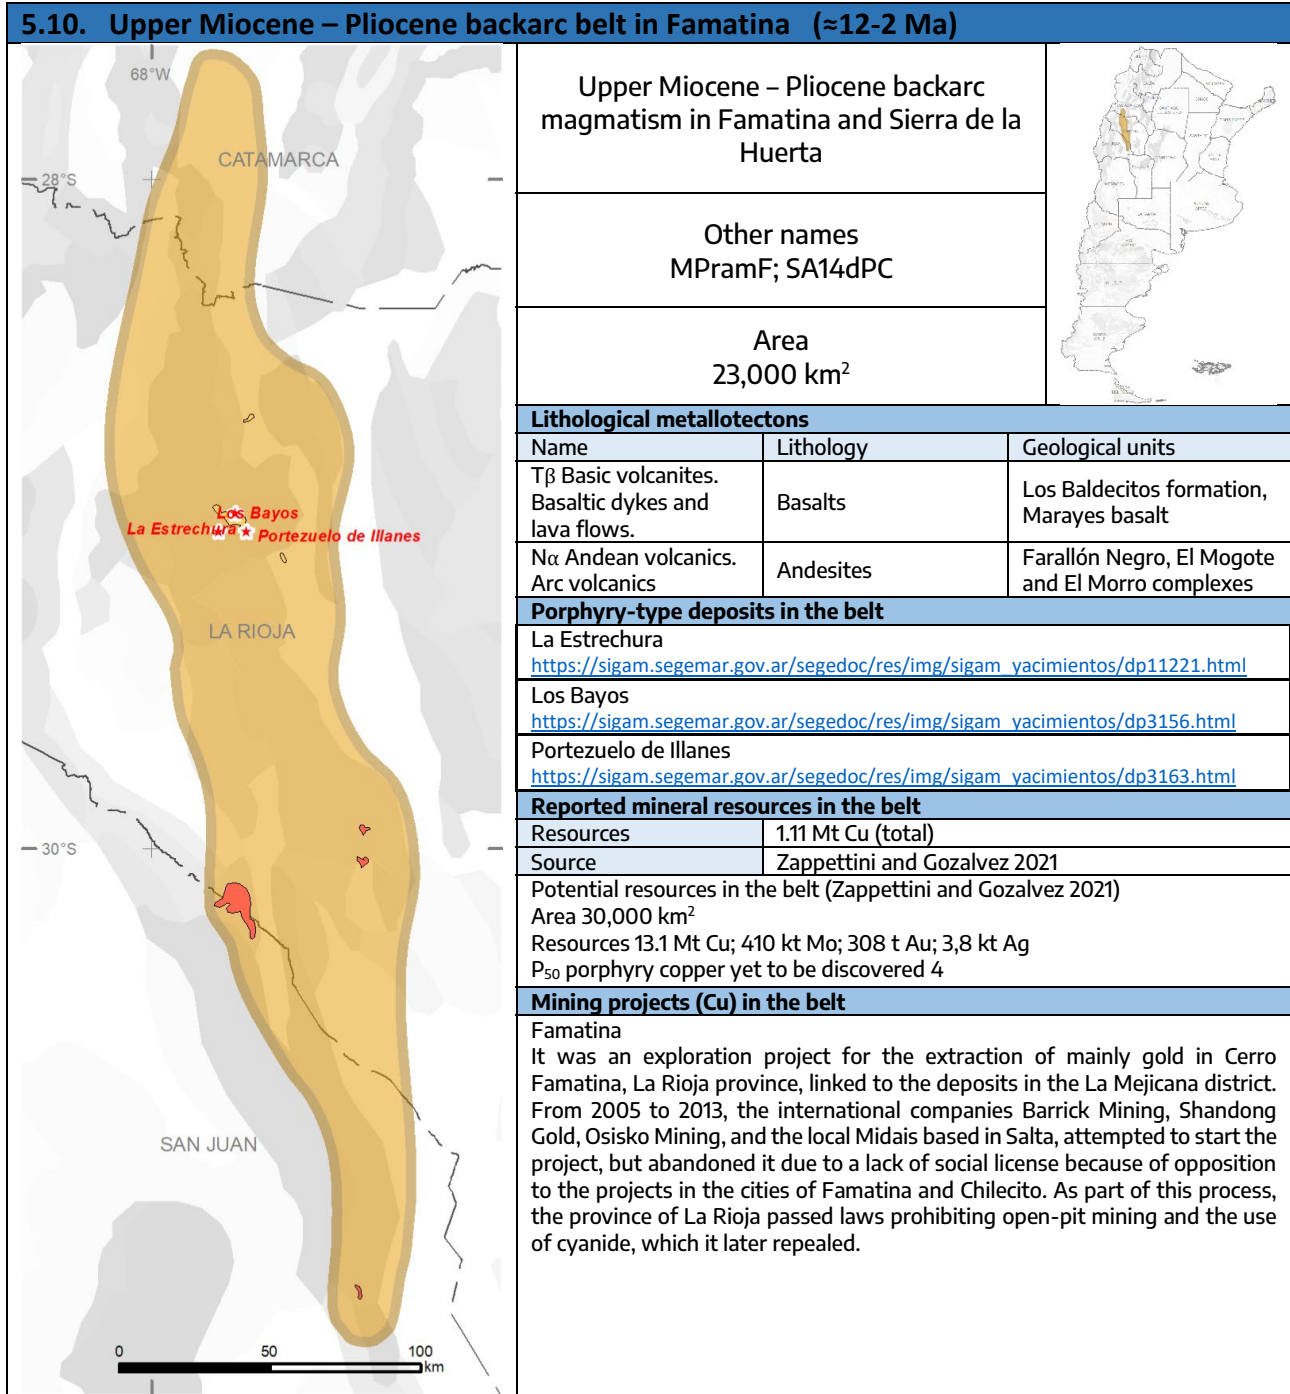 5.10. Upper Miocene – Pliocene backarc belt in Famatina (≈12-2 Ma)
68°W
CATAMARCA
28°S
Los Bayos
La Estrechura
Portezuelo de Illanes
LA RIOJA
30°S
SAN JUAN
0 50 100
km
Upper Miocene – Pliocene backarc
magmatism in Famatina and Sierra de la
Huerta
Other names
MPramF; SA14dPC
Area
23,000 km²
Lithological metallotectons
Name Lithology Geological units
Tβ Basic volcanites.
Basaltic dykes and
lava flows.
Basalts
Los Baldecitos formation,
Marayes basalt
Nα Andean volcanics.
Arc volcanics
Andesites
Farallón Negro, El Mogote
and El Morro complexes
Porphyry-type deposits in the belt
La Estrechura
https://sigam.segemar.gov.ar/segedoc/res/img/sigam_yacimientos/dp11221.html
Los Bayos
https://sigam.segemar.gov.ar/segedoc/res/img/sigam_yacimientos/dp3156.html
Portezuelo de Illanes
https://sigam.segemar.gov.ar/segedoc/res/img/sigam_yacimientos/dp3163.html
Reported mineral resources in the belt
Resources 1.11 Mt Cu (total)
Source Zappettini and Gozalvez 2021
Potential resources in the belt (Zappettini and Gozalvez 2021)
Area 30,000 km²
Resources 13.1 Mt Cu; 410 kt Mo; 308 t Au; 3,8 kt Ag
P₅₀ porphyry copper yet to be discovered 4
Mining projects (Cu) in the belt
Famatina
It was an exploration project for the extraction of mainly gold in Cerro
Famatina, La Rioja province, linked to the deposits in the La Mejicana district.
From 2005 to 2013, the international companies Barrick Mining, Shandong
Gold, Osisko Mining, and the local Midais based in Salta, attempted to start the
project, but abandoned it due to a lack of social license because of opposition
to the projects in the cities of Famatina and Chilecito. As part of this process,
the province of La Rioja passed laws prohibiting open-pit mining and the use
of cyanide, which it later repealed.